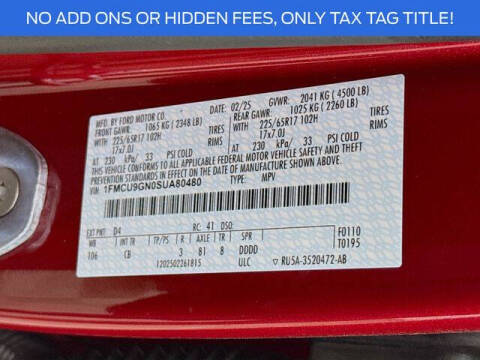 NO ADD ONS OR HIDDEN FEES, ONLY TAX TAG TITLE!
MFD. BY FORD MOTOR CO. 02/25 GVWR: 2041 KG ( 4500 LB)
FRONT GAWR: 1065 KG ( 2348 LB) REAR GAWR: 1025 KG ( 2260 LB)
225/65R17 102H TIRES 225/65R17 102H TIRES
17x7.0J RIMS 17x7.0J RIMS
AT 230 kPa/ 33 PSI COLD AT 230 kPa/ 33 PSI COLD
THIS VEHICLE CONFORMS TO ALL APPLICABLE FEDERAL MOTOR VEHICLE SAFETY AND THEFT PREVENTION STANDARDS IN EFFECT ON THE
DATE OF MANUFACTURE SHOWN ABOVE.
VIN: 1FMCU9GN0SUA80480
TYPE: MPV
F0110
T0195
EXT PNT: D4 RC: 41 DSO:
WB INT TR TP/PS R AXLE TR SPR
106 CB 3 81 8 DDDD
1202502261815 ULC ▽ RU5A-3520472-AB